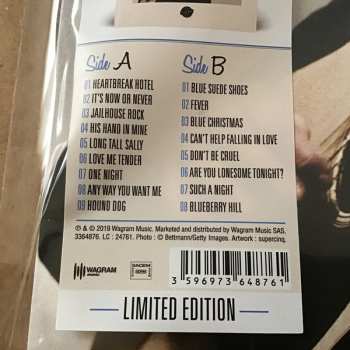 Side A
01 HEARTBREAK HOTEL
02 IT'S NOW OR NEVER
03 JAILHOUSE ROCK
04 HIS HAND IN MINE
05 LONG TALL SALLY
06 LOVE ME TENDER
07 ONE NIGHT
08 ANY WAY YOU WANT ME
09 HOUND DOG
Side B
01 BLUE SUEDE SHOES
02 FEVER
03 BLUE CHRISTMAS
04 CAN'T HELP FALLING IN LOVE
05 DON'T BE CRUEL
06 ARE YOU LONESOME TONIGHT?
07 SUCH A NIGHT
08 BLUEBERRY HILL
℗ & © 2019 Wagram Music. Marketed and distributed by Wagram Music SAS.
3364876. LC : 24761. Photo : © Bettmann/Getty Images. Artwork : supercinq.
WAGRAM
SACEM
3 596973 648761
LIMITED EDITION